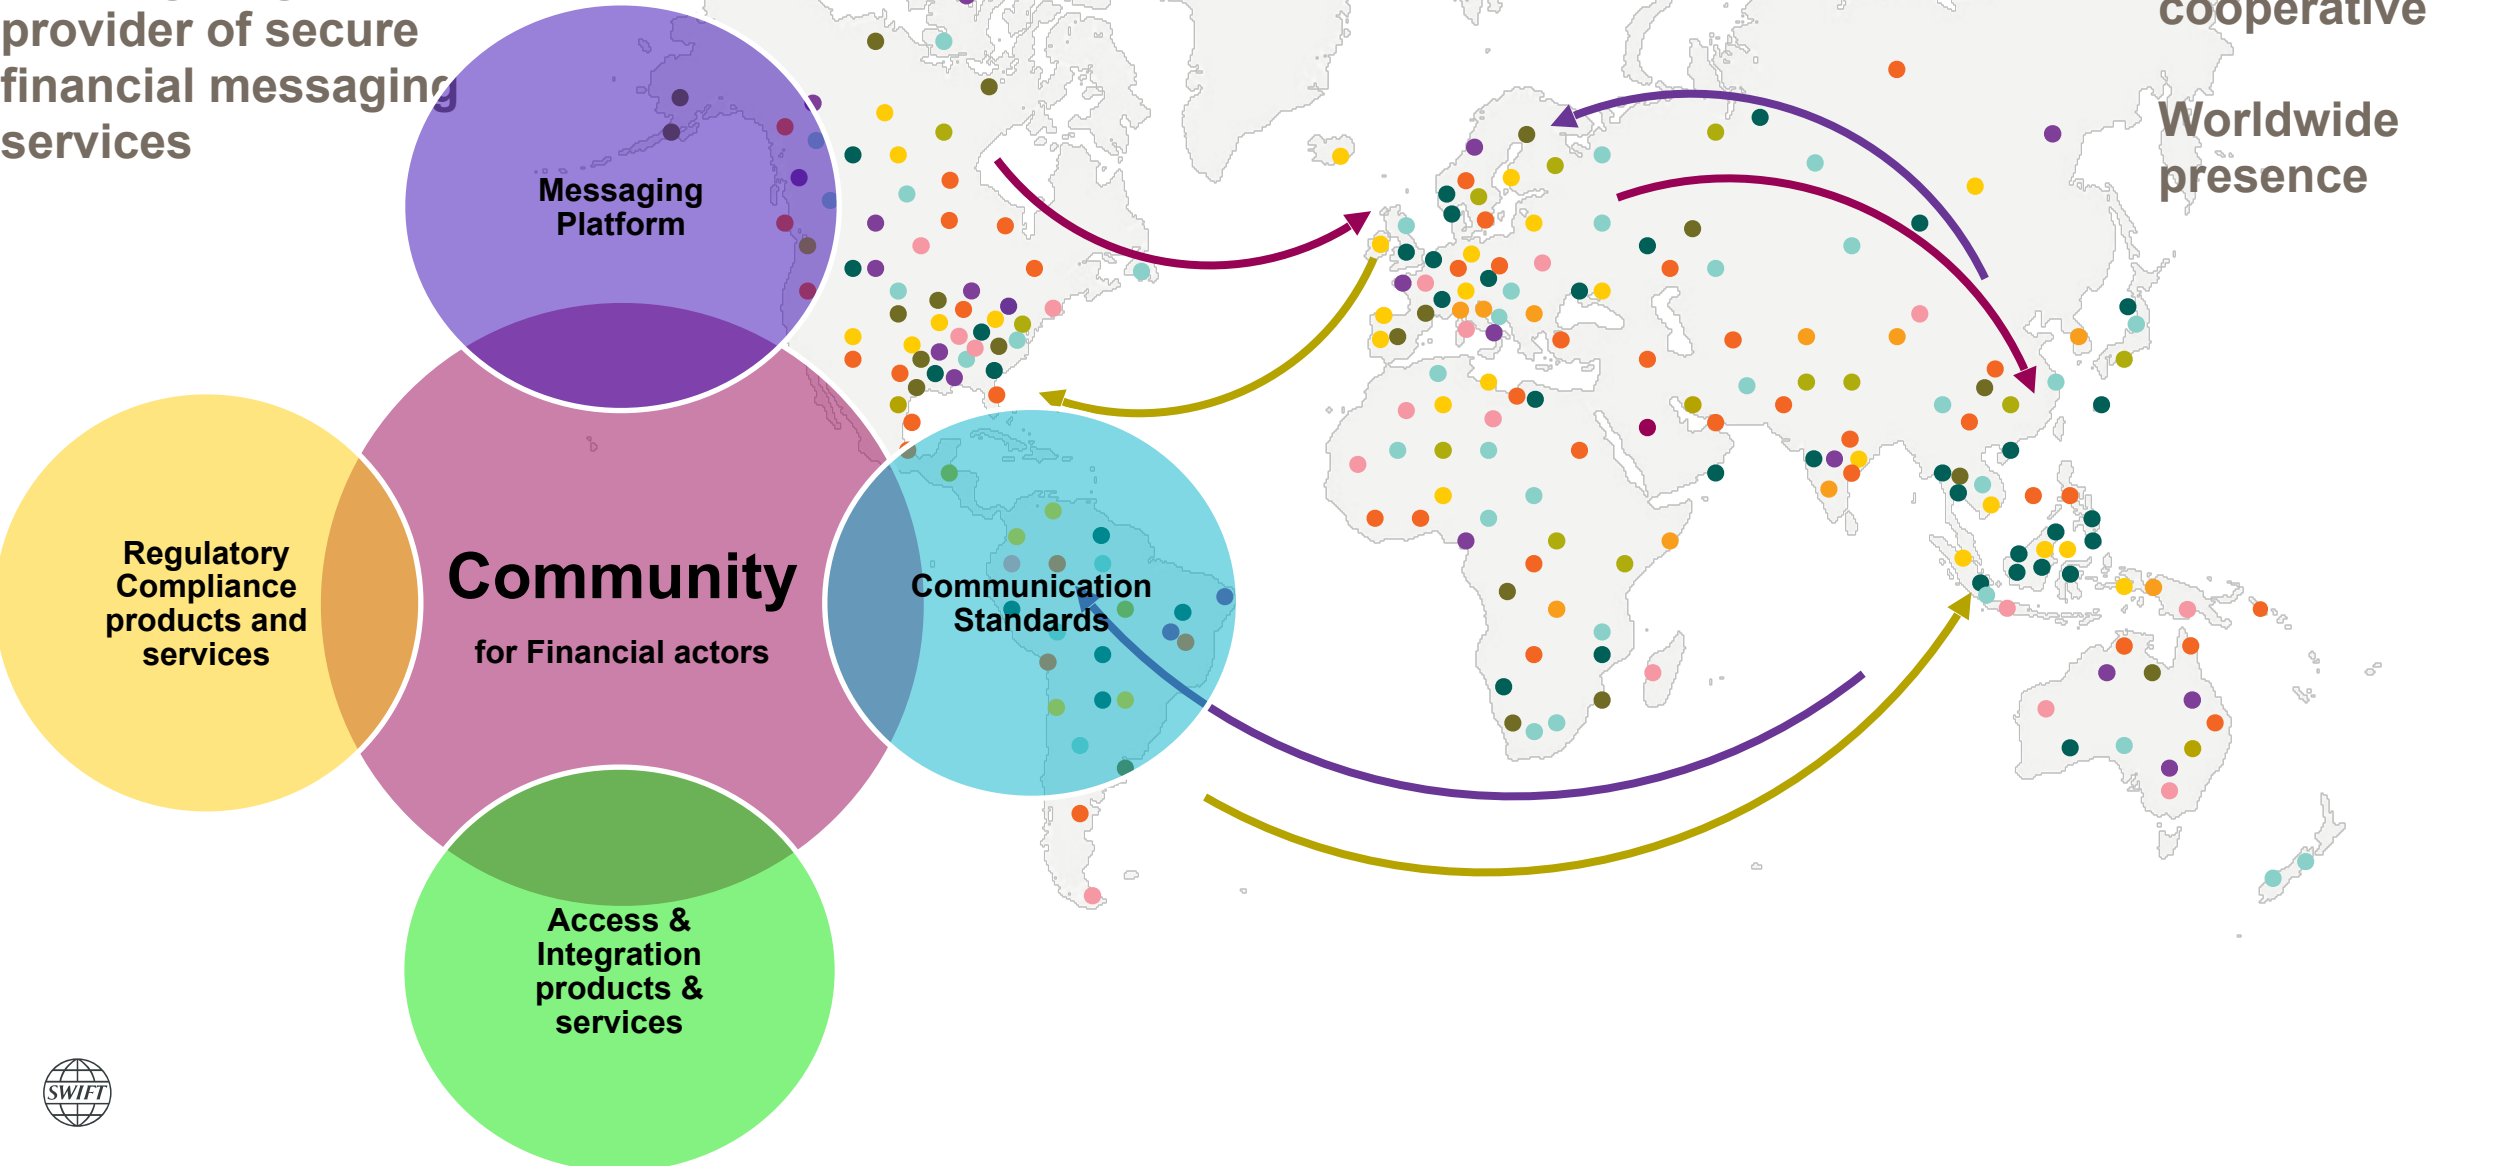 provider of secure
financial messaging
services
cooperative
Worldwide
presence
Messaging
Platform
Regulatory
Compliance
products and
services
Community
for Financial actors
Communication
Standards
Access &
Integration
products &
services
SWIFT